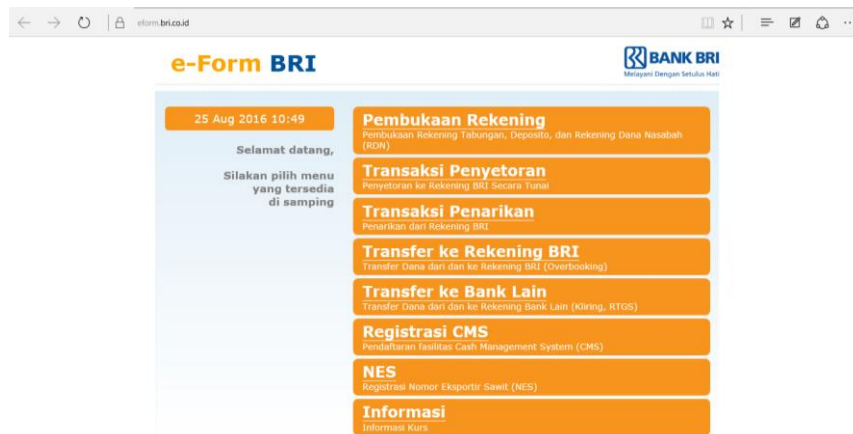 eform.bri.co.id
e-Form BRI
BANK BRI
Melayani Dengan Setulus Hati
25 Aug 2016 10:49
Selamat datang,
Silakan pilih menu
yang tersedia
di samping
Pembukaan Rekening
Pembukaan Rekening Tabungan, Deposito, dan Rekening Dana Nasabah
(RDN)
Transaksi Penyetoran
Penyetoran ke Rekening BRI Secara Tunai
Transaksi Penarikan
Penarikan dari Rekening BRI
Transfer ke Rekening BRI
Transfer Dana dari dan ke Rekening BRI (Overbooking)
Transfer ke Bank Lain
Transfer Dana dari dan ke Rekening Bank Lain (Kliring, RTGS)
Registrasi CMS
Pendaftaran fasilitas Cash Management System (CMS)
NES
Registrasi Nomor Eksportir Sawit (NES)
Informasi
Informasi Kurs